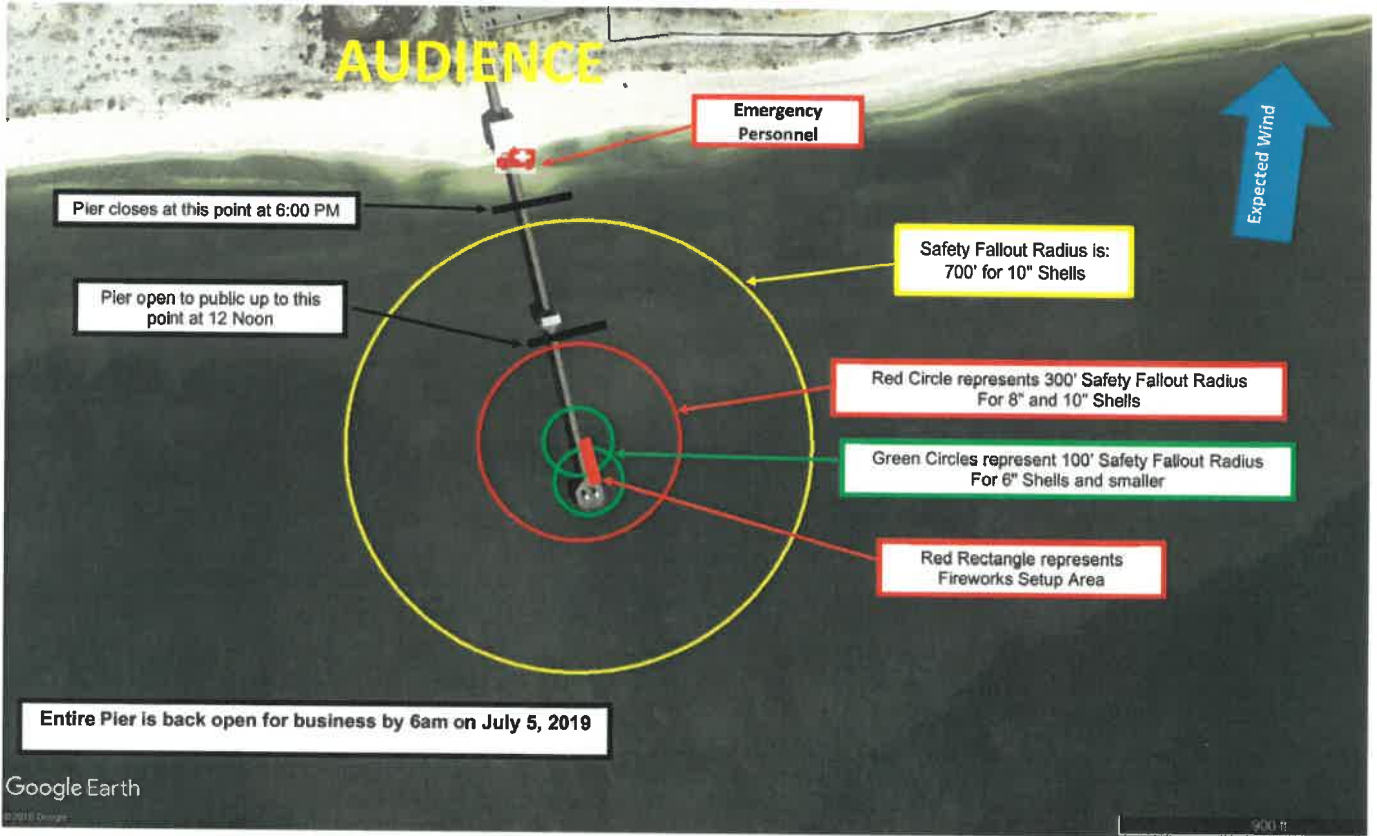 AUDIENCE
Emergency
Personnel
Expected Wind
Pier closes at this point at 6:00 PM
Safety Fallout Radius is:
700' for 10" Shells
Pier open to public up to this
point at 12 Noon
Red Circle represents 300' Safety Fallout Radius
For 8" and 10" Shells
Green Circles represent 100' Safety Fallout Radius
For 6" Shells and smaller
Red Rectangle represents
Fireworks Setup Area
Entire Pier is back open for business by 6am on July 5, 2019
Google Earth
900 ft